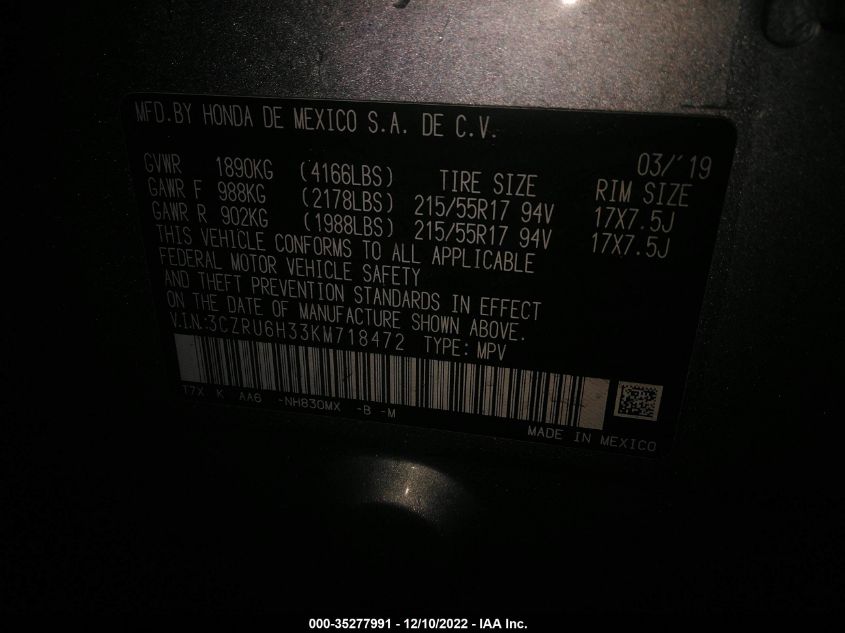 MFD.BY HONDA DE MEXICO S.A. DE C.V.
03/'19
GVWR 1890KG (4166LBS) TIRE SIZE RIM SIZE
GAWR F 988KG (2178LBS) 215/55R17 94V 17X7.5J
GAWR R 902KG (1988LBS) 215/55R17 94V 17X7.5J
THIS VEHICLE CONFORMS TO ALL APPLICABLE
FEDERAL MOTOR VEHICLE SAFETY
AND THEFT PREVENTION STANDARDS IN EFFECT
ON THE DATE OF MANUFACTURE SHOWN ABOVE.
V.I.N.:3CZRU6H33KM718472 TYPE: MPV
T7X K AA6 -NH830MX -B -M
MADE IN MEXICO
000-35277991 - 12/10/2022 - IAA Inc.